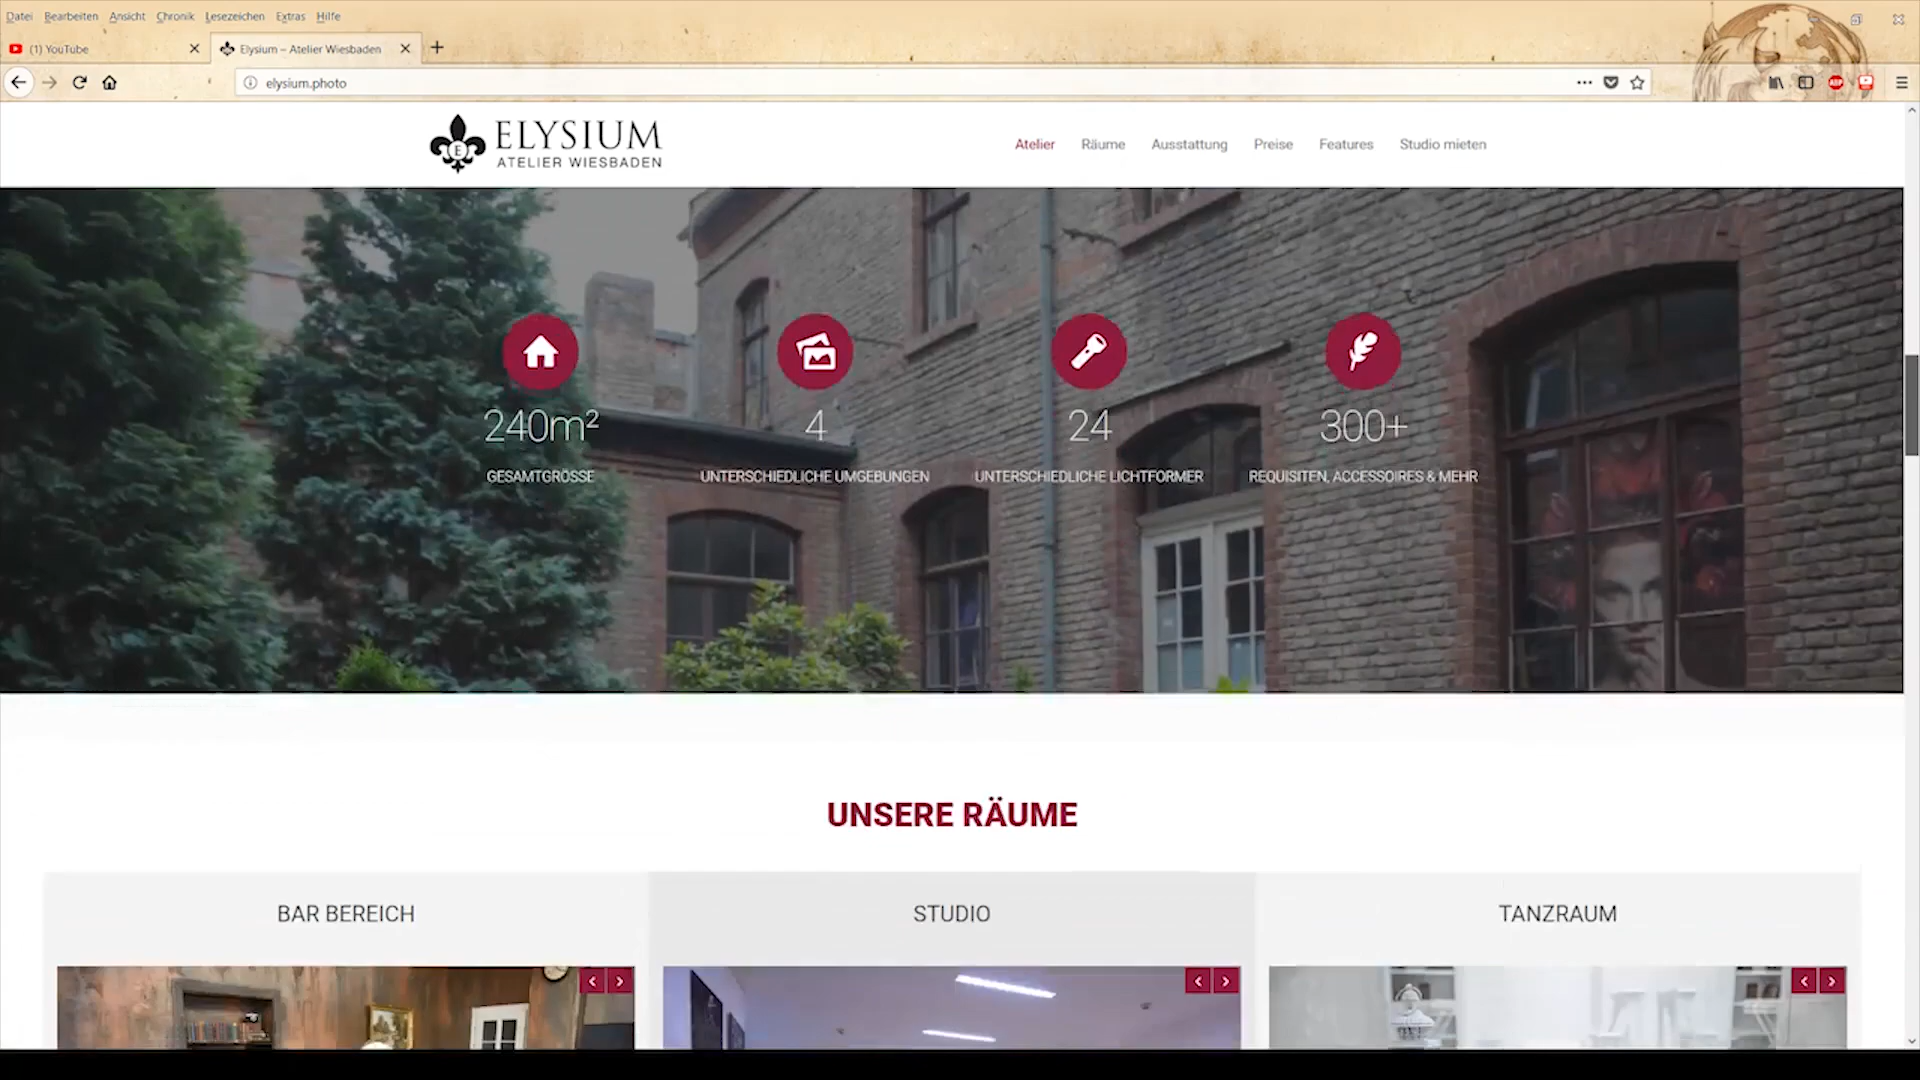 Datei Bearbeiten Ansicht Chronik Lesezeichen Extras Hilfe
(1) YouTube
Elysium – Atelier Wiesbaden
elysium.photo
ABP
E
ELYSIUM
ATELIER WIESBADEN
Atelier Räume Ausstattung Preise Features Studio mieten
240m² 4 24 300+
GESAMTGRÖSSE UNTERSCHIEDLICHE UMGEBUNGEN UNTERSCHIEDLICHE LICHTFORMER REQUISITEN, ACCESSOIRES & MEHR
UNSERE RÄUME
BAR BEREICH STUDIO TANZRAUM